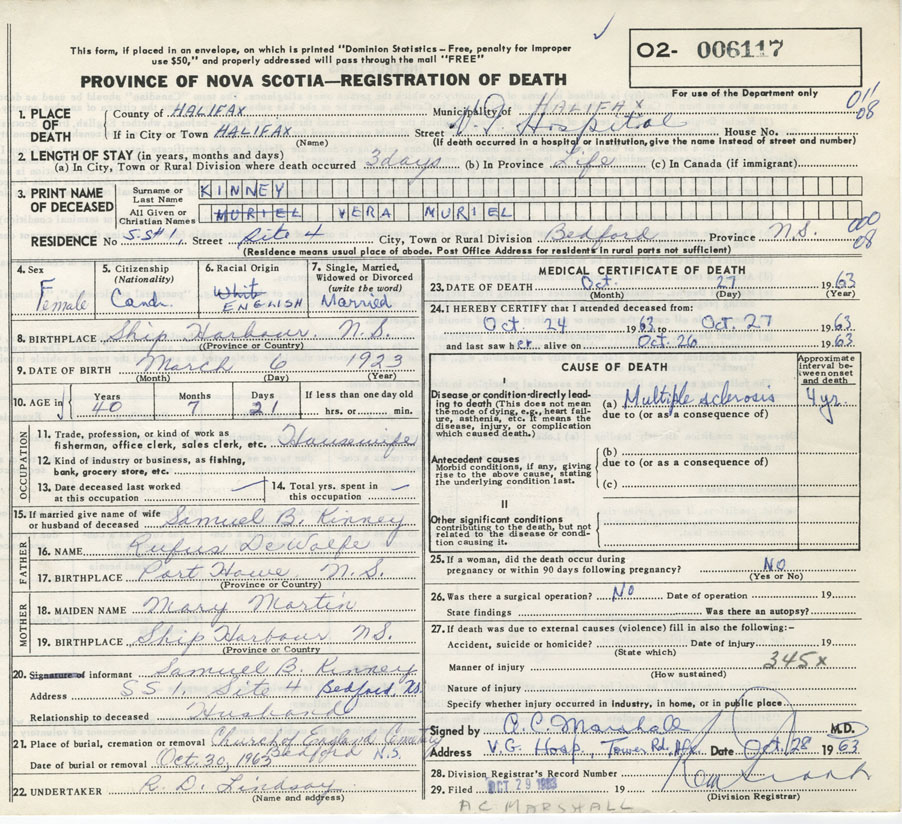 This form, if placed in an envelope, on which is printed "Dominion Statistics – Free, penalty for improper
use $50," and properly addressed will pass through the mail "FREE"
O2- 006117
PROVINCE OF NOVA SCOTIA—REGISTRATION OF DEATH
For use of the Department only
011
08
1. PLACE OF DEATH
County of HALIFAX Municipality of HALIFAX
If in City or Town HALIFAX Street V.G. Hospital House No.
(Name) (If death occurred in a hospital or institution, give the name instead of street and number)
2. LENGTH OF STAY (in years, months and days)
(a) In City, Town or Rural Division where death occurred 3 days (b) In Province Life (c) In Canada (if immigrant)
3. PRINT NAME OF DECEASED
Surname or Last Name KINNEY
All Given or Christian Names MURIEL VERA MURIEL
000
08
RESIDENCE No SS#1, Street Site 4 City, Town or Rural Division Bedford Province N.S.
(Residence means usual place of abode. Post Office Address for residents in rural parts not sufficient)
4. Sex Female
5. Citizenship (Nationality) Cand.
6. Racial Origin White ENGLISH
7. Single, Married, Widowed or Divorced (write the word) Married
8. BIRTHPLACE Ship Harbour, N.S.
(Province or Country)
9. DATE OF BIRTH March 6 1923
(Month) (Day) (Year)
10. AGE in Years 40 Months 7 Days 21 If less than one day old hrs. or min.
OCCUPATION
11. Trade, profession, or kind of work as
fisherman, office clerk, sales clerk, etc. Housewife
12. Kind of industry or business, as fishing,
bank, grocery store, etc.
13. Date deceased last worked at this occupation —
14. Total yrs. spent in this occupation —
15. If married give name of wife
or husband of deceased Samuel B. Kinney
FATHER
16. NAME Rufus DeWolfe
17. BIRTHPLACE Port Howe N.S.
(Province or Country)
MOTHER
18. MAIDEN NAME Mary Martin
19. BIRTHPLACE Ship Harbour NS.
(Province or Country)
20. Signature of informant Samuel B. Kinney
Address SS 1, Site 4 Bedford NS
Relationship to deceased Husband
21. Place of burial, cremation or removal Church of England
Date of burial or removal Oct. 30, 1963 Bedford N.S.
22. UNDERTAKER R. D. Lindsay
(Name and address)
MEDICAL CERTIFICATE OF DEATH
23. DATE OF DEATH Oct. 27 1963
(Month) (Day) (Year)
24. I HEREBY CERTIFY that I attended deceased from:
Oct. 24 1963 to Oct. 27 1963
and last saw her alive on Oct. 26 1963
CAUSE OF DEATH
Approximate interval between onset and death
I
Disease or condition directly leading to death (This does not mean
the mode of dying, e.g., heart failure, asthenia, etc. It means the
disease, injury, or complication which caused death.)
(a) Multiple sclerosis 4 yr
due to (or as a consequence of)
Antecedent causes
Morbid conditions, if any, giving
rise to the above cause, stating
the underlying condition last.
(b)
due to (or as a consequence of)
(c)
II
Other significant conditions
contributing to the death, but not
related to the disease or condition causing it.
25. If a woman, did the death occur during
pregnancy or within 90 days following pregnancy? NO
(Yes or No)
26. Was there a surgical operation? NO Date of operation 19
State findings Was there an autopsy?
27. If death was due to external causes (violence) fill in also the following:–
Accident, suicide or homicide? Date of injury 19
(State which)
Manner of injury 345x
(How sustained)
Nature of injury
Specify whether injury occurred in industry, in home, or in public place
Signed by A. C. Marshall M.D.
Address V.G. Hosp, Tower Rd, Hfx. Date Oct. 28 1963
28. Division Registrar's Record Number
29. Filed OCT 29 1963 19
(Division Registrar)
AC MARSHALL